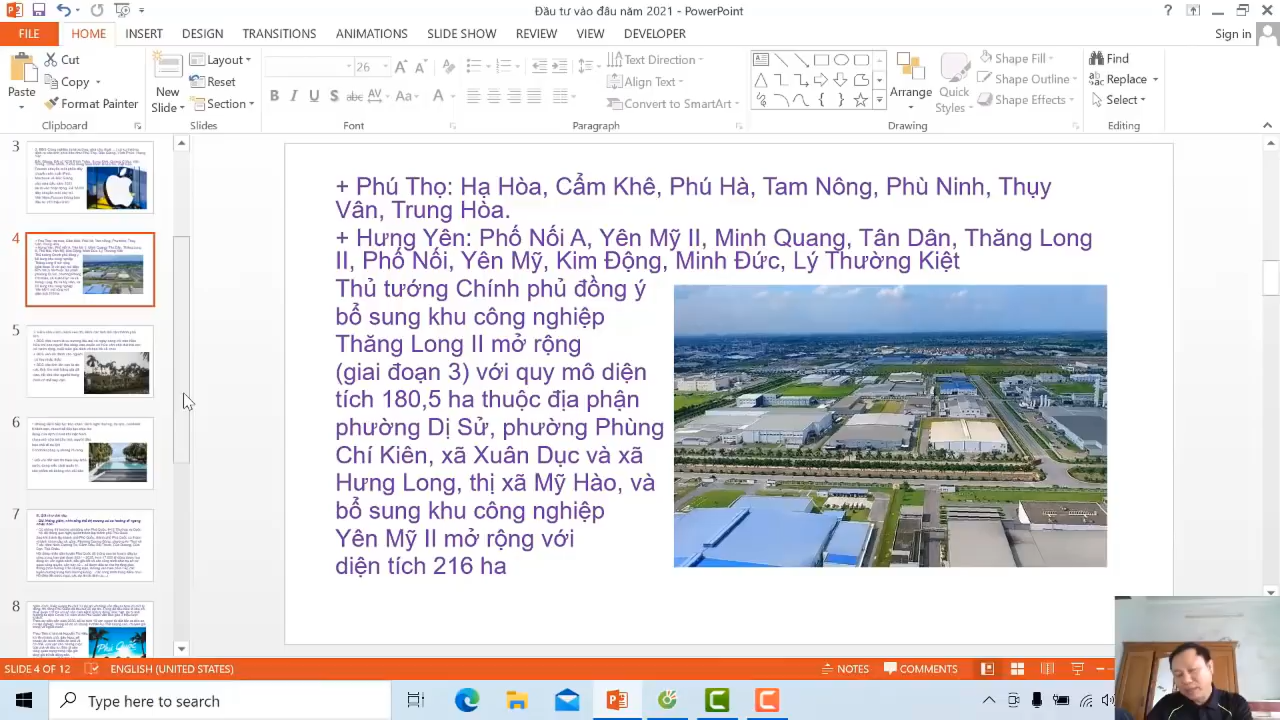 Đầu tư vào đầu năm 2021 - PowerPoint
FILE HOME INSERT DESIGN TRANSITIONS ANIMATIONS SLIDE SHOW REVIEW VIEW DEVELOPER Sign in
Paste
Cut
Copy
Format Painter
Clipboard
New
Slide
Layout
Reset
Section
Slides
26
Font
Text Direction
Align Text
Convert to SmartArt
Paragraph
Arrange
Quick
Styles
Shape Fill
Shape Outline
Shape Effects
Drawing
Find
Replace
Select
Editing
3
4
5
6
7
8
+ Phú Thọ: Hạ Hòa, Cẩm Khê, Phú Hà, Tam Nông, Phù Ninh, Thụy
Vân, Trung Hòa.
+ Hưng Yên: Phố Nối A, Yên Mỹ II, Minh Quang, Tân Dân, Thăng Long
II, Phố Nối, Yên Mỹ, Kim Động, Minh Đức, Lý Thường Kiệt
Thủ tướng Chính phủ đồng ý
bổ sung khu công nghiệp
Thăng Long II mở rộng
(giai đoạn 3) với quy mô diện
tích 180,5 ha thuộc địa phận
phường Dị Sử, phường Phùng
Chí Kiên, xã Xuân Dục và xã
Hưng Long, thị xã Mỹ Hào, và
bổ sung khu công nghiệp
Yên Mỹ II mở rộng với
diện tích 216 ha
SLIDE 4 OF 12 ENGLISH (UNITED STATES) NOTES COMMENTS
Type here to search